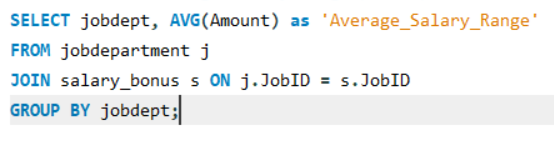 SELECT jobdept, AVG(Amount) as 'Average_Salary_Range'
FROM jobdepartment j
JOIN salary_bonus s ON j.JobID = s.JobID
GROUP BY jobdept;